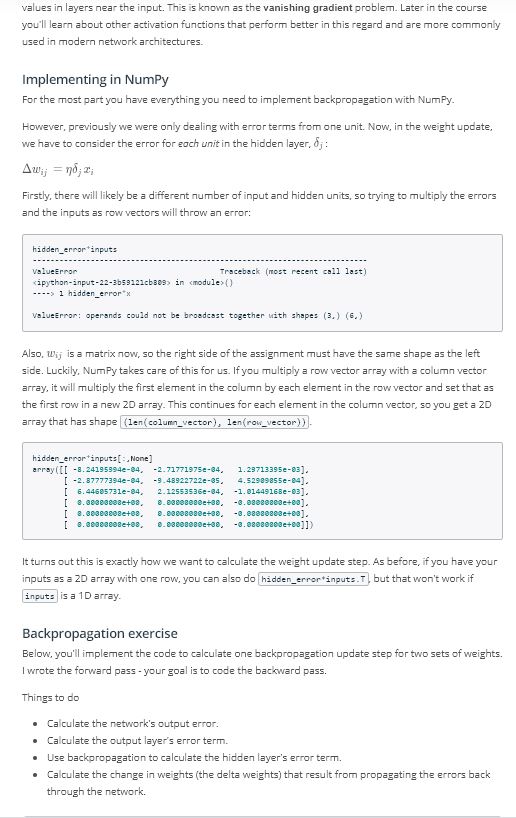 values in layers near the input. This is known as the vanishing gradient problem. Later in the course
you'll learn about other activation functions that perform better in this regard and are more commonly
used in modern network architectures.
Implementing in NumPy
For the most part you have everything you need to implement backpropagation with NumPy.
However, previously we were only dealing with error terms from one unit. Now, in the weight update,
we have to consider the error for each unit in the hidden layer, δj:
Δwij = ηδj xi
Firstly, there will likely be a different number of input and hidden units, so trying to multiply the errors
and the inputs as row vectors will throw an error:
hidden_error*inputs
---------------------------------------------------------------------------
ValueError                                Traceback (most recent call last)
<ipython-input-22-3b59121cb809> in <module>()
----> 1 hidden_error*x
ValueError: operands could not be broadcast together with shapes (3,) (6,)
Also, wij is a matrix now, so the right side of the assignment must have the same shape as the left
side. Luckily, NumPy takes care of this for us. If you multiply a row vector array with a column vector
array, it will multiply the first element in the column by each element in the row vector and set that as
the first row in a new 2D array. This continues for each element in the column vector, so you get a 2D
array that has shape (len(column_vector), len(row_vector)).
hidden_error*inputs[:,None]
array([[ -8.24195994e-04, -2.71771975e-04, 1.29713395e-03],
[ -2.87777394e-04, -9.48922722e-05, 4.52909055e-04],
[ 6.44605731e-04, 2.12553536e-04, -1.01449168e-03],
[ 0.00000000e+00, 0.00000000e+00, -0.00000000e+00],
[ 0.00000000e+00, 0.00000000e+00, -0.00000000e+00],
[ 0.00000000e+00, 0.00000000e+00, -0.00000000e+00]])
It turns out this is exactly how we want to calculate the weight update step. As before, if you have your
inputs as a 2D array with one row, you can also do hidden_error*inputs.T, but that won't work if
inputs is a 1D array.
Backpropagation exercise
Below, you'll implement the code to calculate one backpropagation update step for two sets of weights.
I wrote the forward pass - your goal is to code the backward pass.
Things to do
• Calculate the network's output error.
• Calculate the output layer's error term.
• Use backpropagation to calculate the hidden layer's error term.
• Calculate the change in weights (the delta weights) that result from propagating the errors back
through the network.